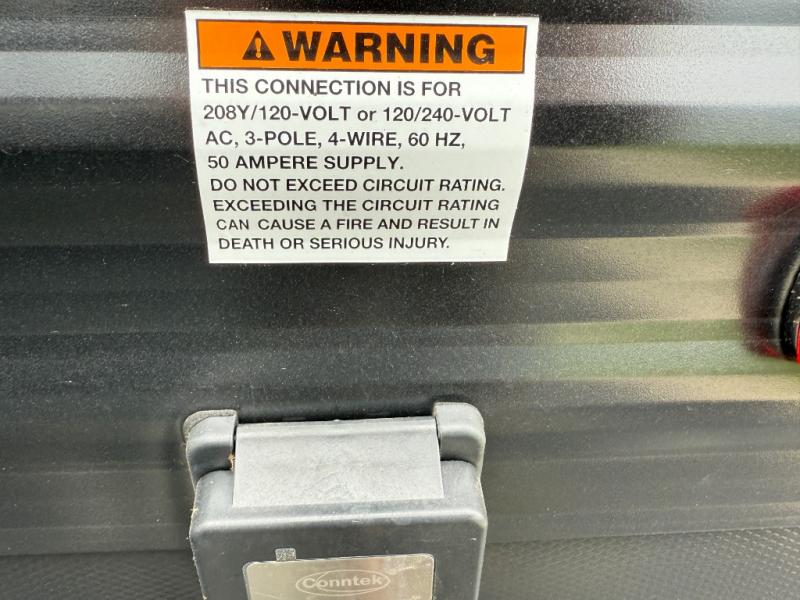 WARNING
THIS CONNECTION IS FOR
208Y/120-VOLT or 120/240-VOLT
AC, 3-POLE, 4-WIRE, 60 HZ,
50 AMPERE SUPPLY.
DO NOT EXCEED CIRCUIT RATING.
EXCEEDING THE CIRCUIT RATING
CAN CAUSE A FIRE AND RESULT IN
DEATH OR SERIOUS INJURY.
Conntek